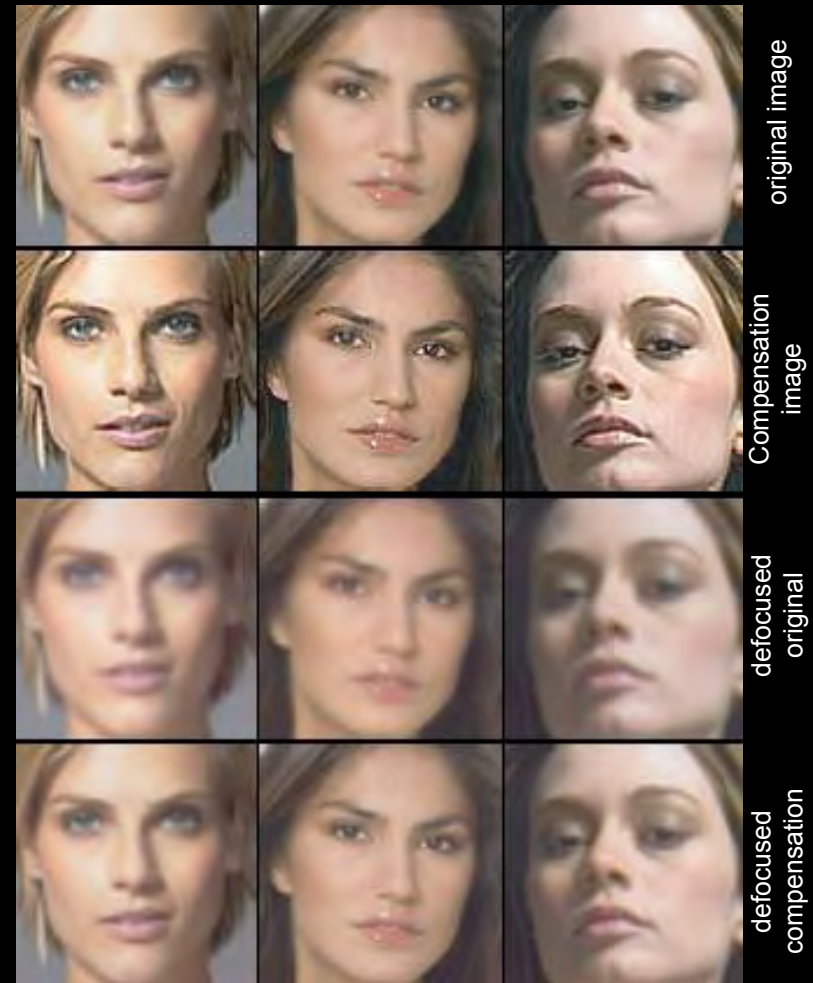 original image
Compensation
image
defocused
original
defocused
compensation